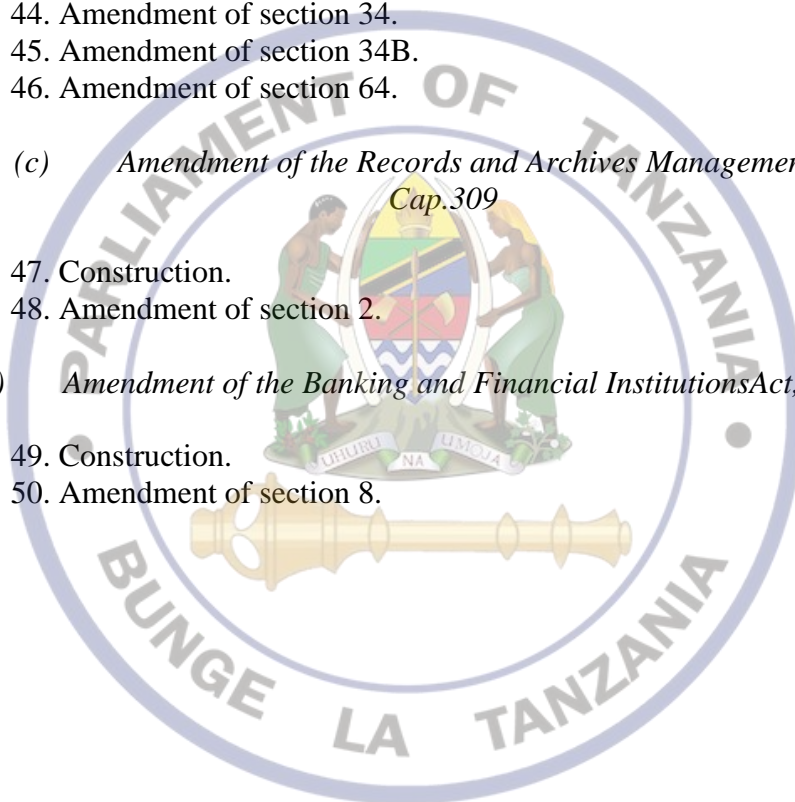 44. Amendment of section 34.
45. Amendment of section 34B.
46. Amendment of section 64.
(c) Amendment of the Records and Archives Managemen
Cap.309
47. Construction.
48. Amendment of section 2.
) Amendment of the Banking and Financial InstitutionsAct,
49. Construction.
50. Amendment of section 8.
PARLIAMENT OF TANZANIA
UHURU NA UMOJA
BUNGE LA TANZANIA